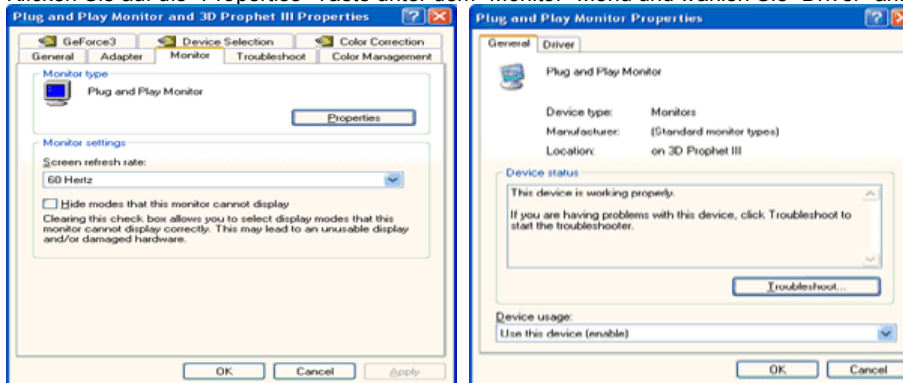 Klicken Sie auf die "Properties" Taste unter dem "Monitor" Menü und wählen Sie "Driver"
Plug and Play Monitor and 3D Prophet III Properties
GeForce3 Device Selection Color Correction
General Adapter Monitor Troubleshoot Color Management
Monitor type
Plug and Play Monitor
Properties
Monitor settings
Screen refresh rate:
60 Hertz
Hide modes that this monitor cannot display
Clearing this check box allows you to select display modes that this
monitor cannot display correctly. This may lead to an unusable display
and/or damaged hardware.
OK Cancel Apply
Plug and Play Monitor Properties
General Driver
Plug and Play Monitor
Device type: Monitors
Manufacturer: (Standard monitor types)
Location: on 3D Prophet III
Device status
This device is working properly.
If you are having problems with this device, click Troubleshoot to
start the troubleshooter.
Troubleshoot...
Device usage:
Use this device (enable)
OK Cancel